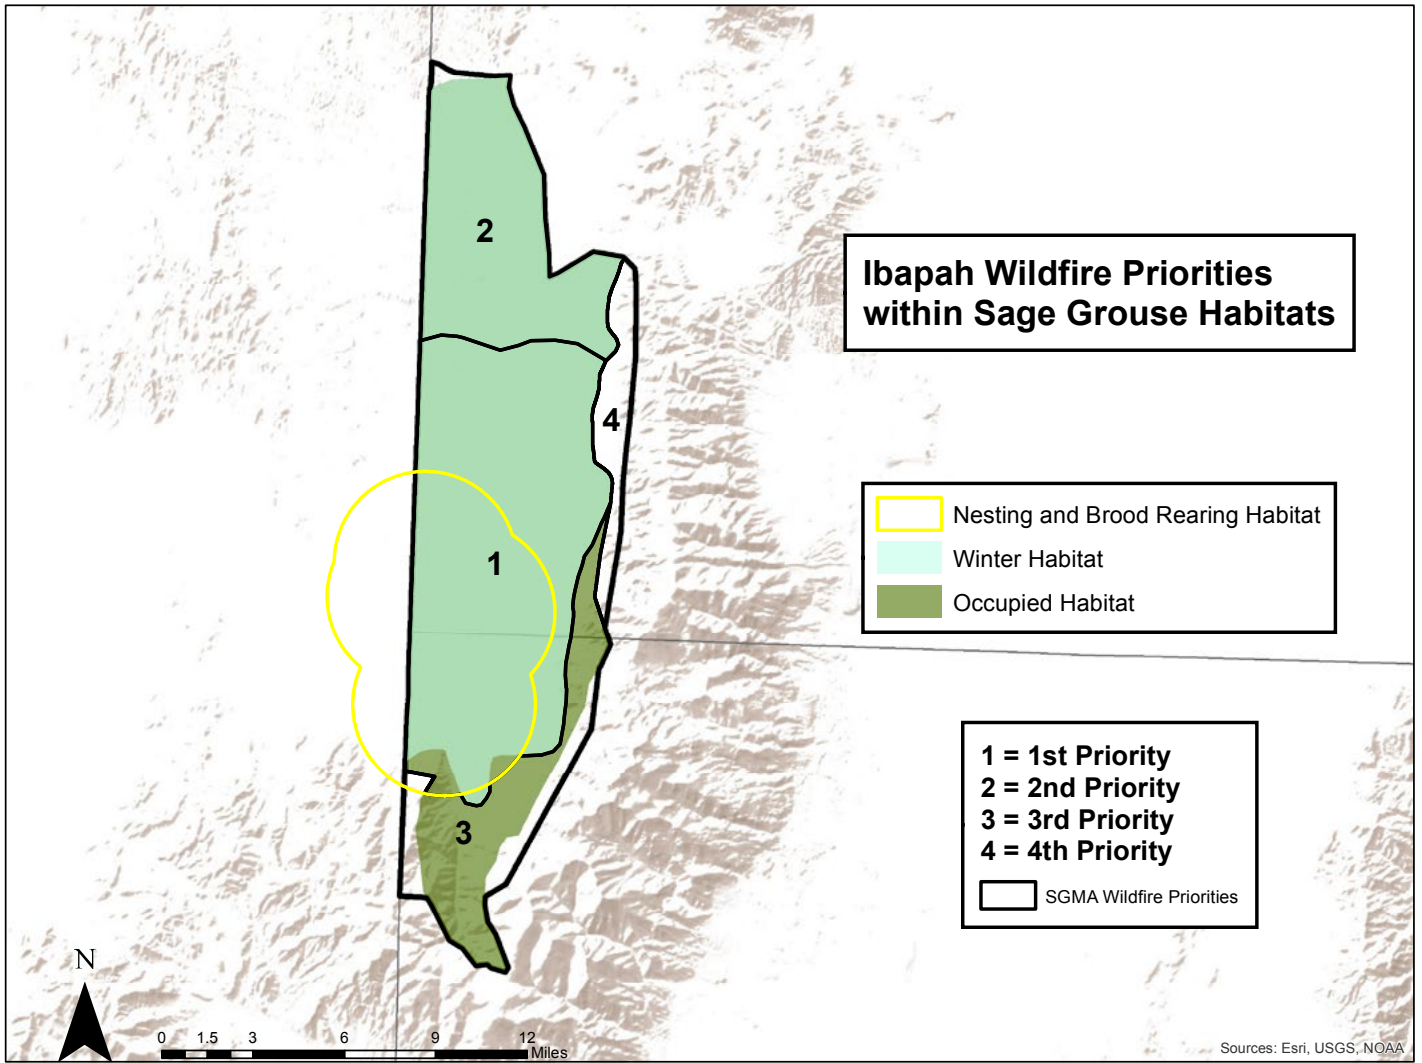 2
Ibapah Wildfire Priorities
within Sage Grouse Habitats
4
Nesting and Brood Rearing Habitat
1
Winter Habitat
Occupied Habitat
1 = 1st Priority
2 = 2nd Priority
3 = 3rd Priority
4 = 4th Priority
3
SGMA Wildfire Priorities
N
0 1.5 3 6 9 12
Miles
Sources: Esri, USGS, NOAA